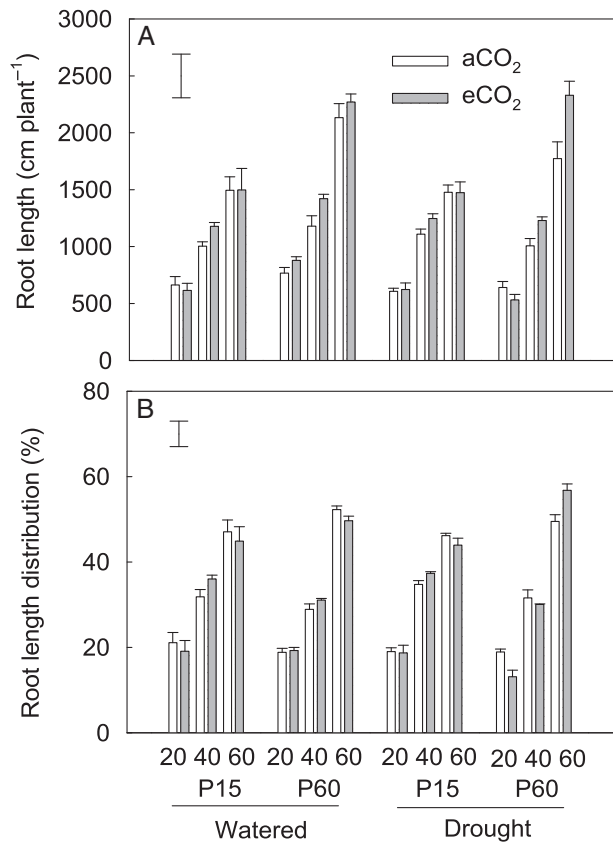 A
3000
2500
2000
1500
1000
500
0
Root length (cm plant⁻¹)
aCO₂
eCO₂
B
80
60
40
20
0
Root length distribution (%)
20 40 60 20 40 60 20 40 60 20 40 60
P15 P60 P15 P60
Watered Drought